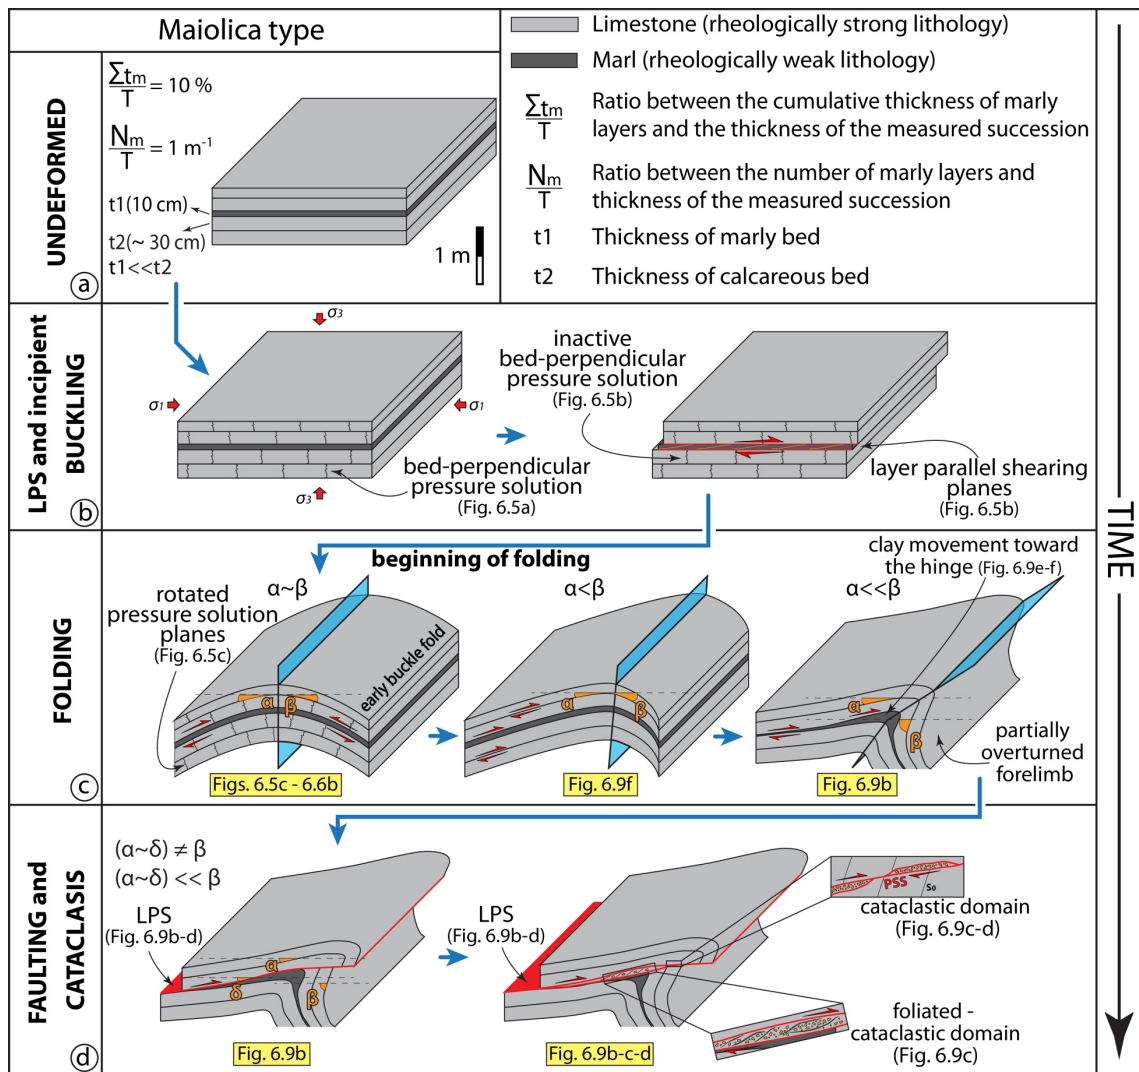 Maiolica type
Σtm
T
= 10 %
Nm
T
= 1 m-1
t1(10 cm)
t2(~ 30 cm)
t1<<t2
1 m
UNDEFORMED
a
Limestone (rheologically strong lithology)
Marl (rheologically weak lithology)
Σtm
T
Ratio between the cumulative thickness of marly
layers and the thickness of the measured succession
Nm
T
Ratio between the number of marly layers and
thickness of the measured succession
t1 Thickness of marly bed
t2 Thickness of calcareous bed
TIME
LPS and incipient
BUCKLING
b
σ3
σ1
σ1
σ3
bed-perpendicular
pressure solution
(Fig. 6.5a)
inactive
bed-perpendicular
pressure solution
(Fig. 6.5b)
layer parallel shearing
planes
(Fig. 6.5b)
FOLDING
c
beginning of folding
rotated
pressure solution
planes
(Fig. 6.5c)
α~β
early buckle fold
α
β
Figs. 6.5c - 6.6b
α<β
α
β
Fig. 6.9f
clay movement toward
the hinge (Fig. 6.9e-f)
α<<β
α
β
partially
overturned
forelimb
Fig. 6.9b
FAULTING and
CATACLASIS
d
(α~δ) ≠ β
(α~δ) << β
LPS
(Fig. 6.9b-d)
α
δ
β
Fig. 6.9b
LPS
(Fig. 6.9b-d)
Fig. 6.9b-c-d
PSS
S0
cataclastic domain
(Fig. 6.9c-d)
foliated -
cataclastic domain
(Fig. 6.9c)